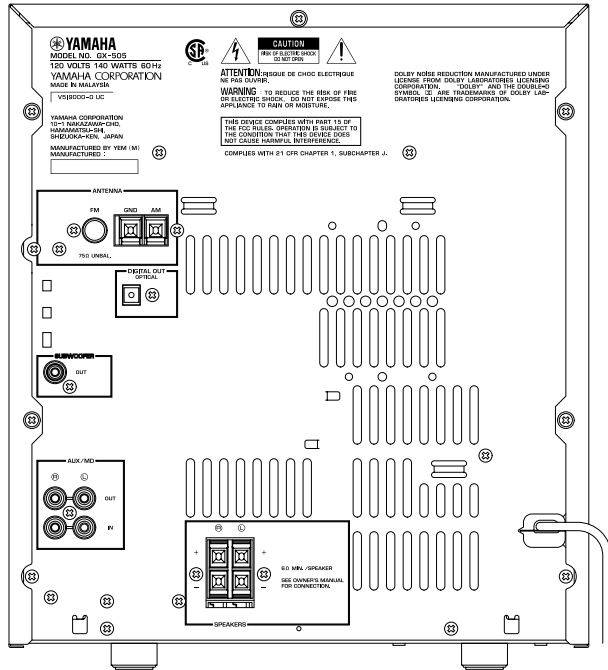 YAMAHA
MODEL NO. GX-505
120 VOLTS 140 WATTS 60Hz
YAMAHA CORPORATION
MADE IN MALAYSIA
V519000-0 UC
YAMAHA CORPORATION
10-1 NAKAZAWA-CHO,
HAMAMATSU-SHI,
SHIZUOKA-KEN, JAPAN
MANUFACTURED BY YEM (M)
MANUFACTURED :
C US
CAUTION
RISK OF ELECTRIC SHOCK
DO NOT OPEN
ATTENTION: RISQUE DE CHOC ELECTRIQUE
NE PAS OUVRIR.
WARNING : TO REDUCE THE RISK OF FIRE
OR ELECTRIC SHOCK, DO NOT EXPOSE THIS
APPLIANCE TO RAIN OR MOISTURE.
THIS DEVICE COMPLIES WITH PART 15 OF
THE FCC RULES. OPERATION IS SUBJECT TO
THE CONDITION THAT THIS DEVICE DOES
NOT CAUSE HARMFUL INTERFERENCE.
COMPLIES WITH 21 CFR CHAPTER 1, SUBCHAPTER J.
DOLBY NOISE REDUCTION MANUFACTURED UNDER
LICENSE FROM DOLBY LABORATORIES LICENSING
CORPORATION. "DOLBY" AND THE DOUBLE-D
SYMBOL ARE TRADEMARKS OF DOLBY LAB-
ORATORIES LICENSING CORPORATION.
ANTENNA
FM GND AM
75Ω UNBAL.
DIGITAL OUT
OPTICAL
SUBWOOFER
OUT
AUX/MD
R L
OUT
IN
R L
+ +
- -
6Ω MIN. /SPEAKER
SEE OWNER'S MANUAL
FOR CONNECTION.
SPEAKERS